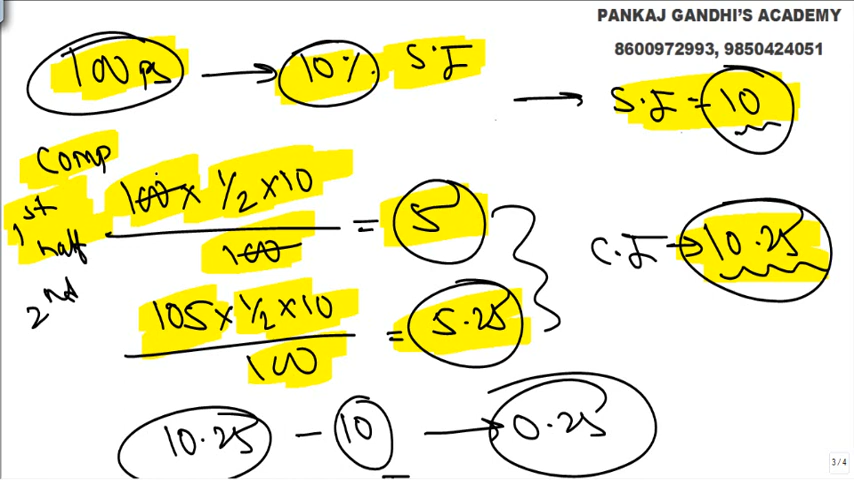 PANKAJ GANDHI'S ACADEMY
8600972993, 9850424051
100 ps → 10% S.I → S.I = 10
Comp
1st half 100 × 1/2 × 10 / 100 = 5
C.I → 10.25
2nd 105 × 1/2 × 10 / 100 = 5.25
10.25 – 10 → 0.25
3/4